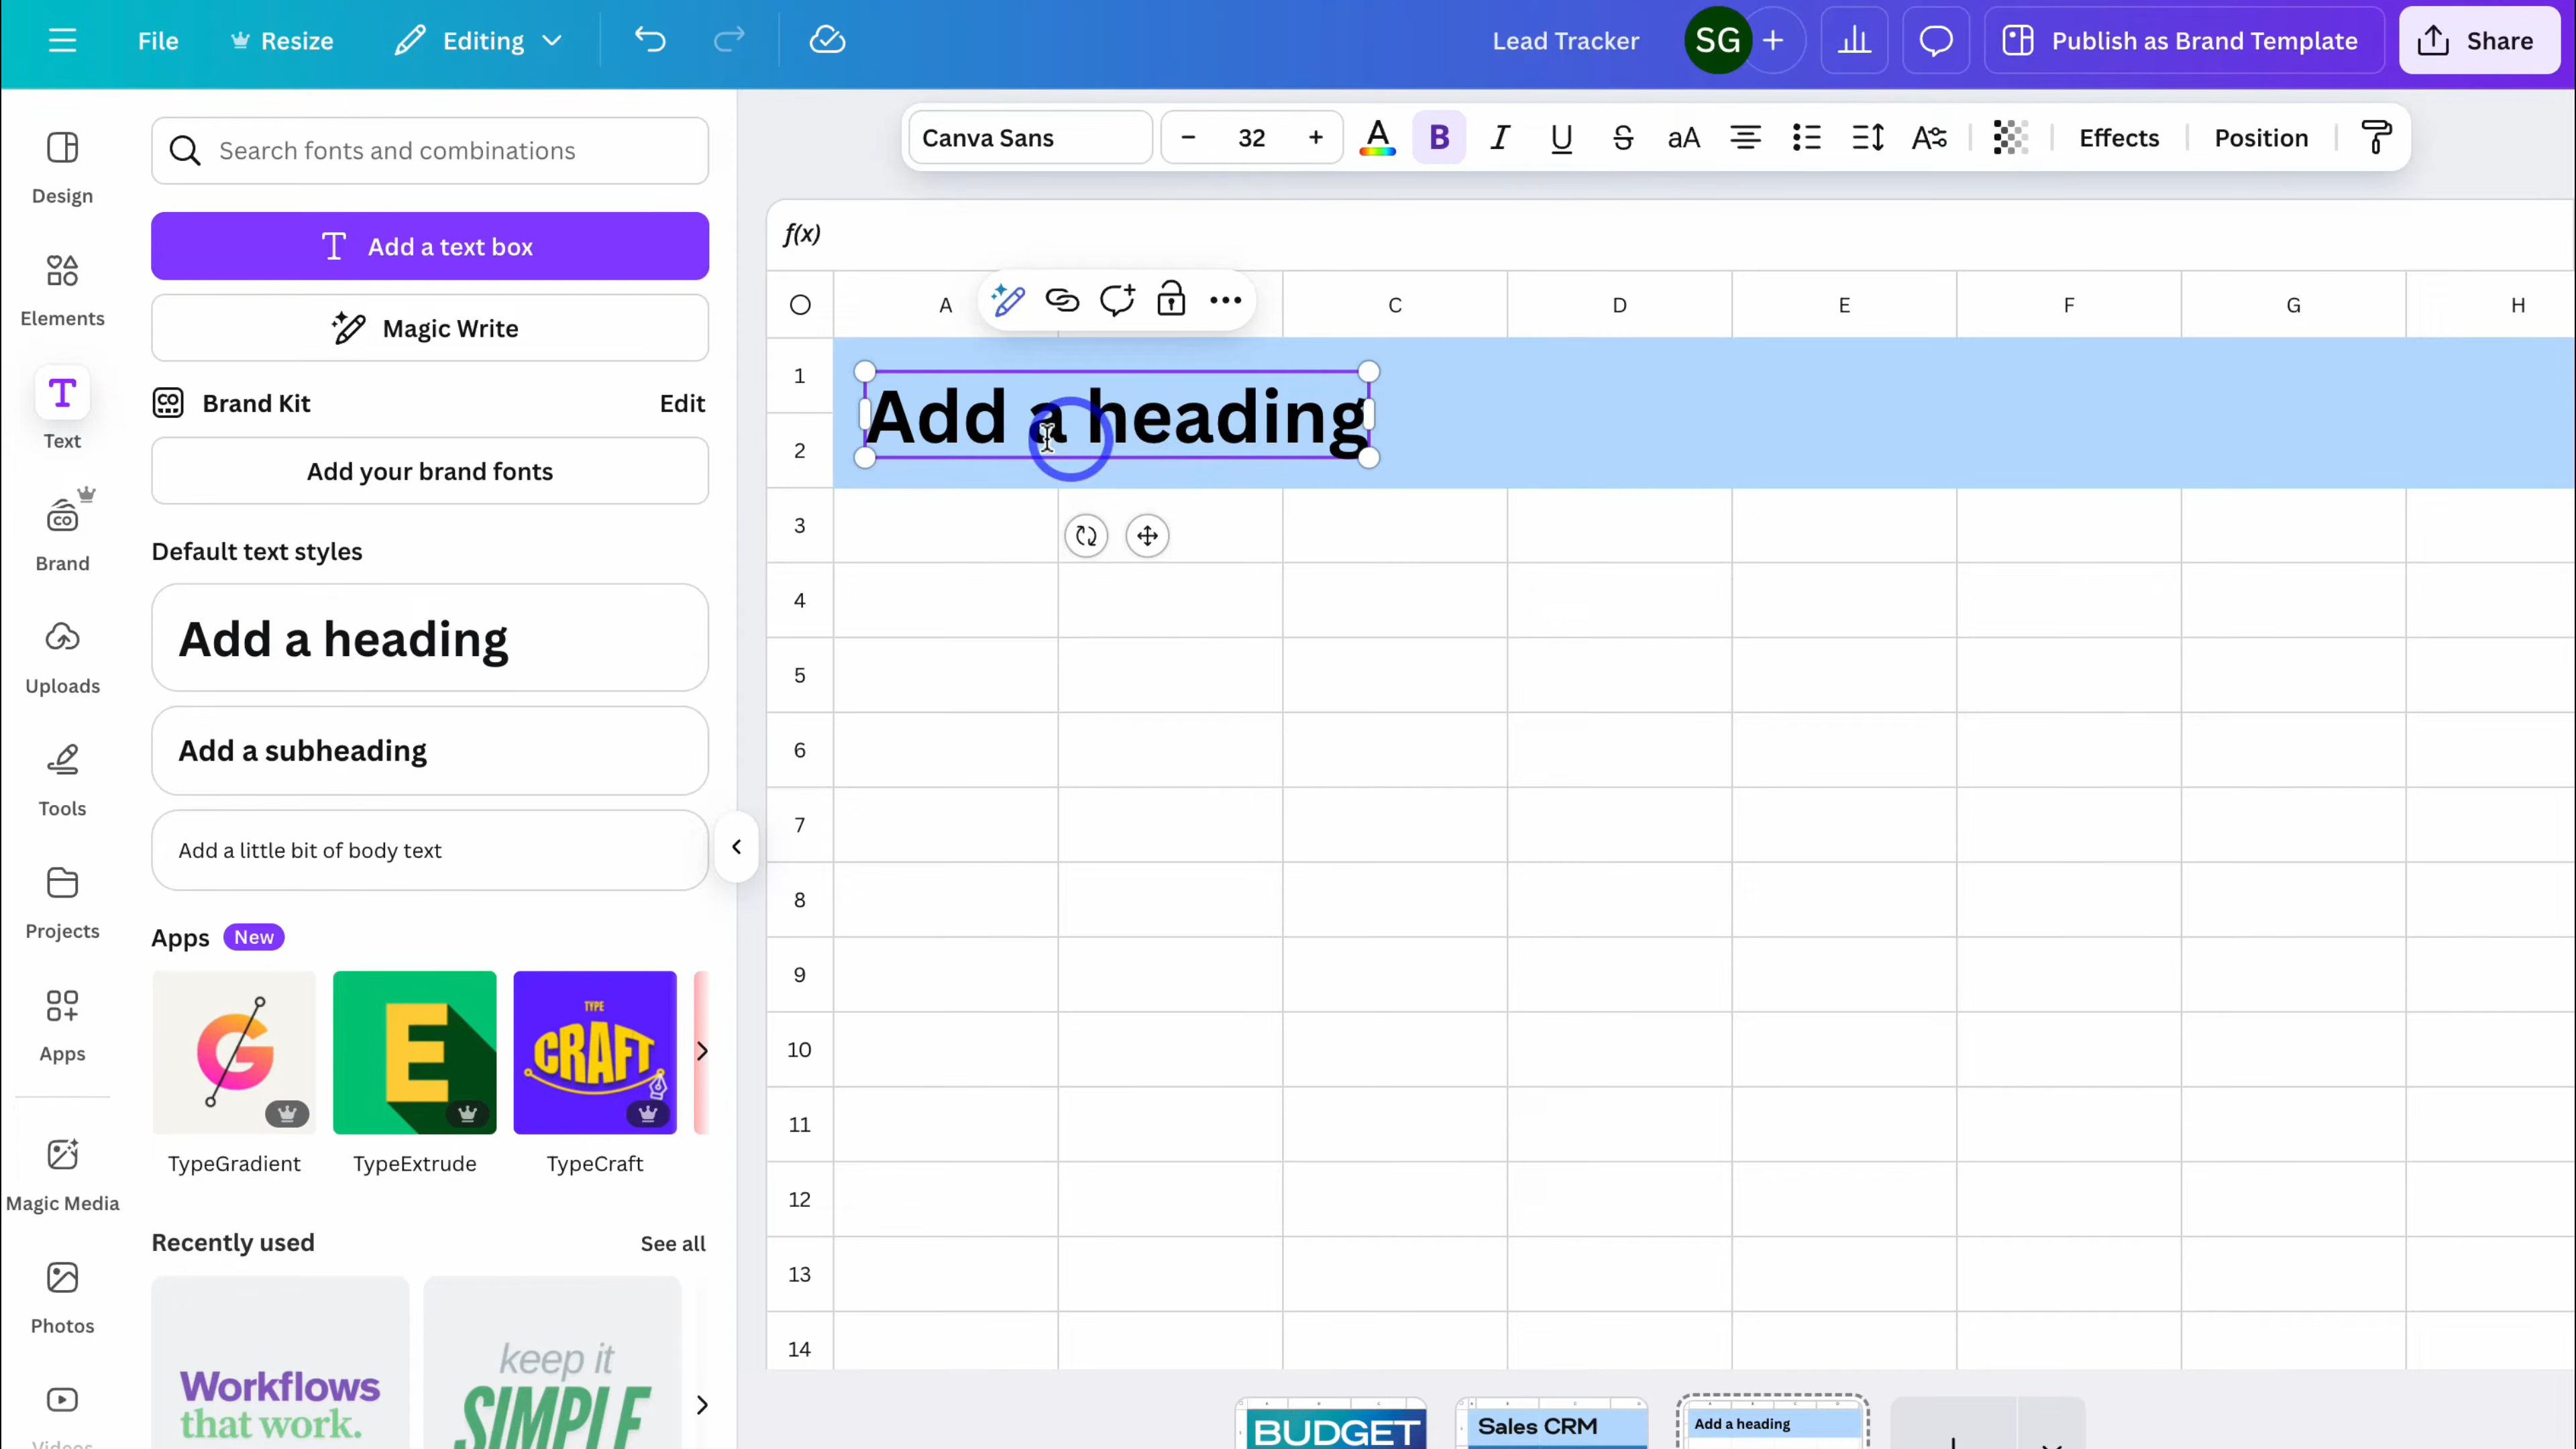 File
Resize
Editing
Lead Tracker
SG
Publish as Brand Template
Share
Search fonts and combinations
Canva Sans
32
B
I
U
S
aA
Effects
Position
Design
Elements
Text
Brand
Uploads
Tools
Projects
Apps
Magic Media
Photos
Videos
Add a text box
Magic Write
Brand Kit
Edit
Add your brand fonts
Default text styles
Add a heading
Add a subheading
Add a little bit of body text
Apps
New
G
E
TYPE
CRAFT
TypeGradient
TypeExtrude
TypeCraft
Recently used
See all
Workflows
that work.
keep it
SIMPLE
f(x)
A
C
D
E
F
G
H
1
Add a heading
2
3
4
5
6
7
8
9
10
11
12
13
14
BUDGET
Sales CRM
Add a heading